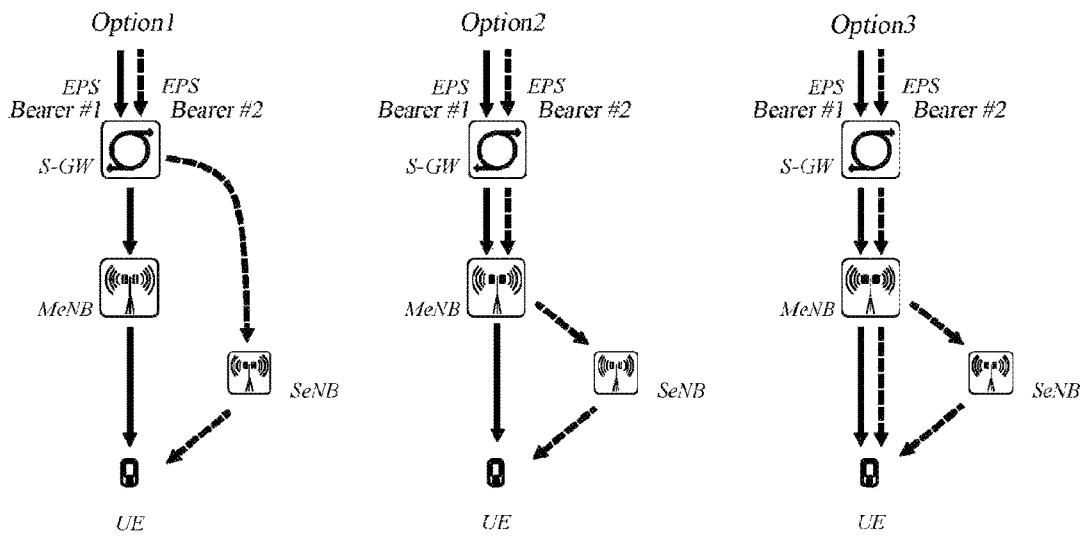 Option1
EPS
EPS
Bearer #1
Bearer #2
S-GW
MeNB
SeNB
UE
Option2
EPS
EPS
Bearer #1
Bearer #2
S-GW
MeNB
SeNB
UE
Option3
EPS
EPS
Bearer #1
Bearer #2
S-GW
MeNB
SeNB
UE